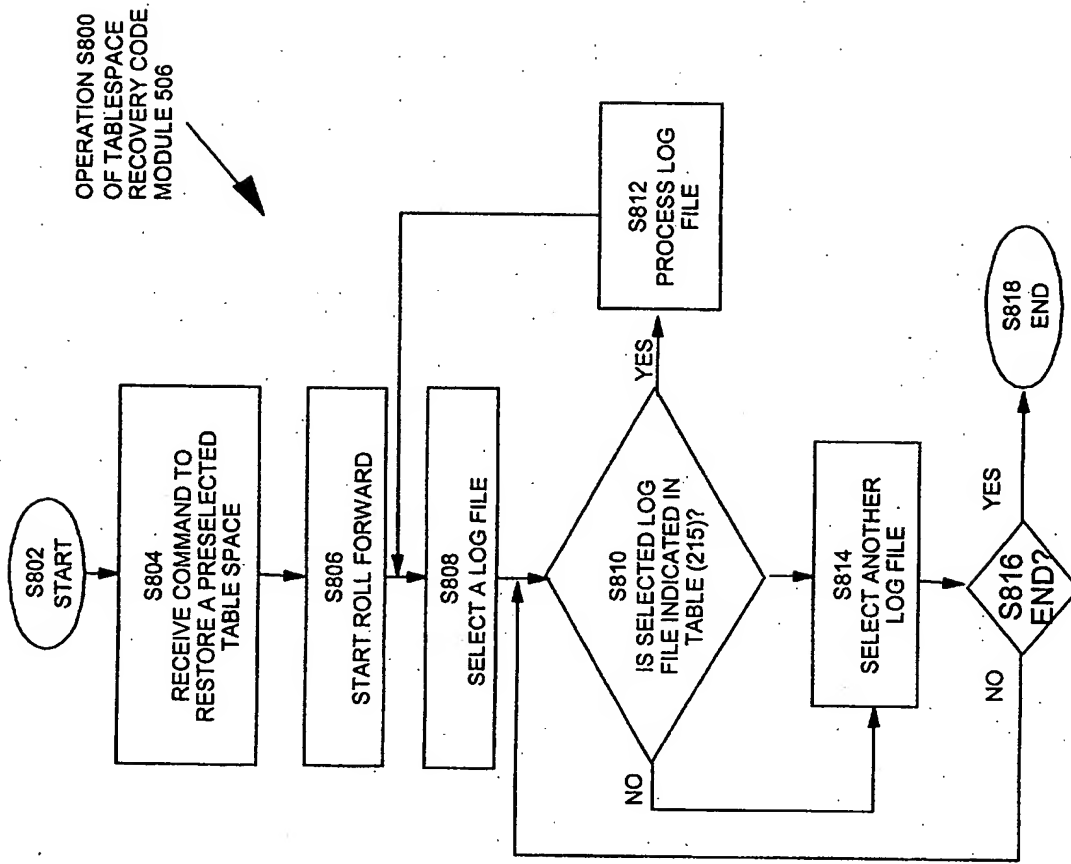 OPERATION S800
OF TABLESPACE
RECOVERY CODE
MODULE 506
S802
START
S804
RECEIVE COMMAND TO
RESTORE A PRESELECTED
TABLE SPACE
S806
START ROLL FORWARD
S808
SELECT A LOG FILE
S810
IS SELECTED LOG
FILE INDICATED IN
TABLE (215)?
YES
S812
PROCESS LOG
FILE
NO
S814
SELECT ANOTHER
LOG FILE
S816
END?
YES
NO
S818
END